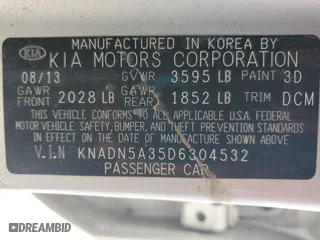 MANUFACTURED IN KOREA BY
KIA KIA MOTORS CORPORATION
08/13 GVWR 3595 LB PAINT 3D
GAWR FRONT 2028 LB GAWR REAR 1852 LB TRIM DCM
THIS VEHICLE CONFORMS TO ALL APPLICABLE
U.S. FEDERAL MOTOR VEHICLE
SAFETY, BUMPER, AND THEFT PREVENTION STANDARDS
IN EFFECT ON THE DATE OF MANUFACTURE SHOWN ABOVE.
V.I.N KNADN5A35D6304532
PASSENGER CAR
© 2026 BIDFAX